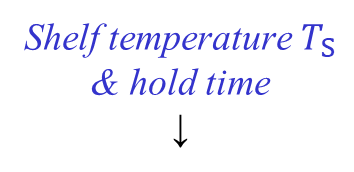 Shelf temperature Ts
& hold time
↓